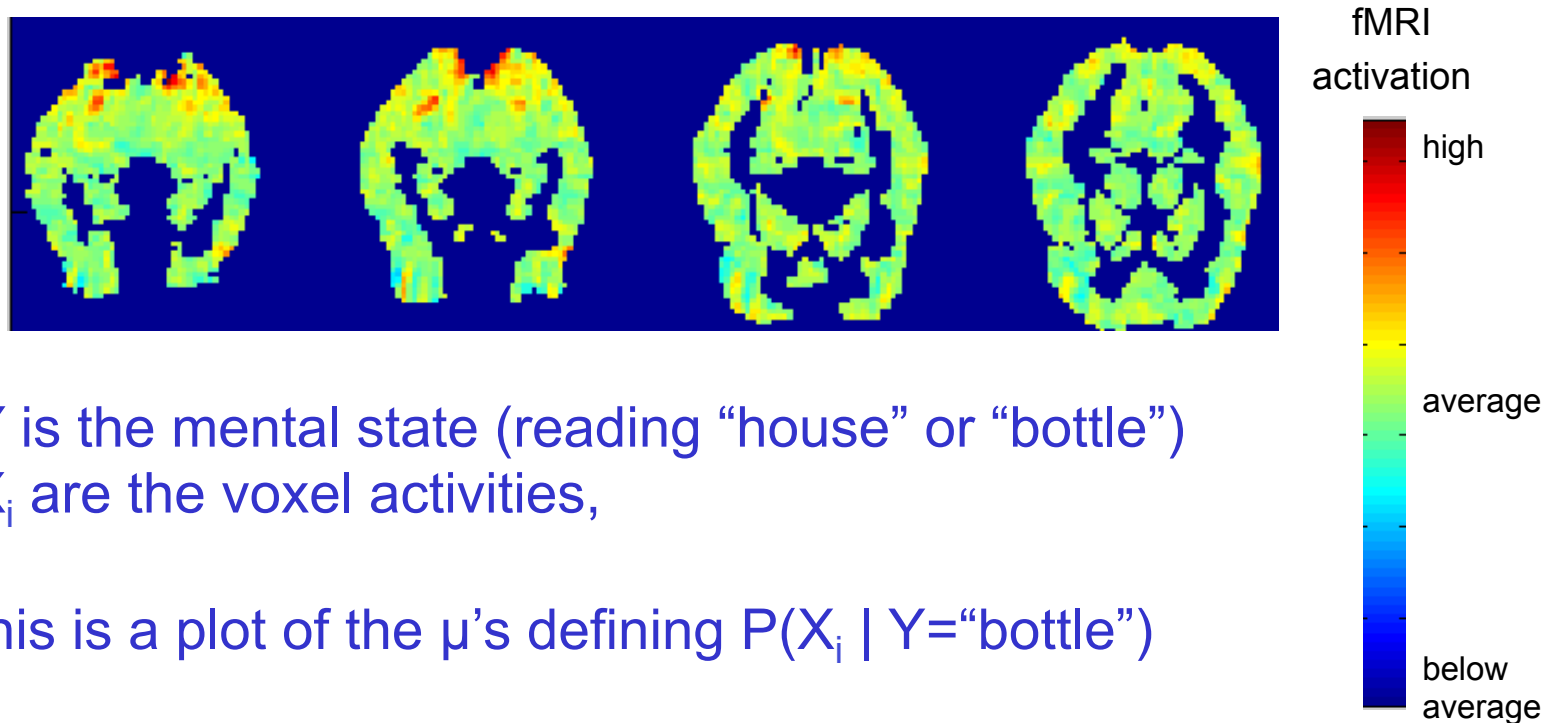 fMRI
activation
high
average
below
average
is the mental state (reading “house” or “bottle”)
are the voxel activities,
is a plot of the μ’s defining P(Xi | Y=“bottle”)